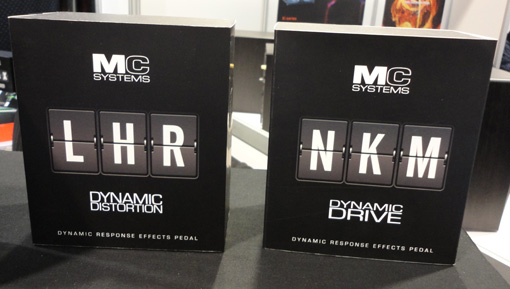 MC
SYSTEMS
LHR
DYNAMIC
DISTORTION
DYNAMIC RESPONSE EFFECTS PEDAL
MC
SYSTEMS
NKM
DYNAMIC
DRIVE
DYNAMIC RESPONSE EFFECTS PEDAL